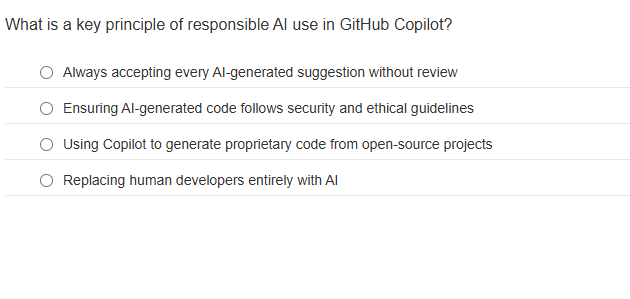 What is a key principle of responsible AI use in GitHub Copilot?
Always accepting every AI-generated suggestion without review
Ensuring AI-generated code follows security and ethical guidelines
Using Copilot to generate proprietary code from open-source projects
Replacing human developers entirely with AI